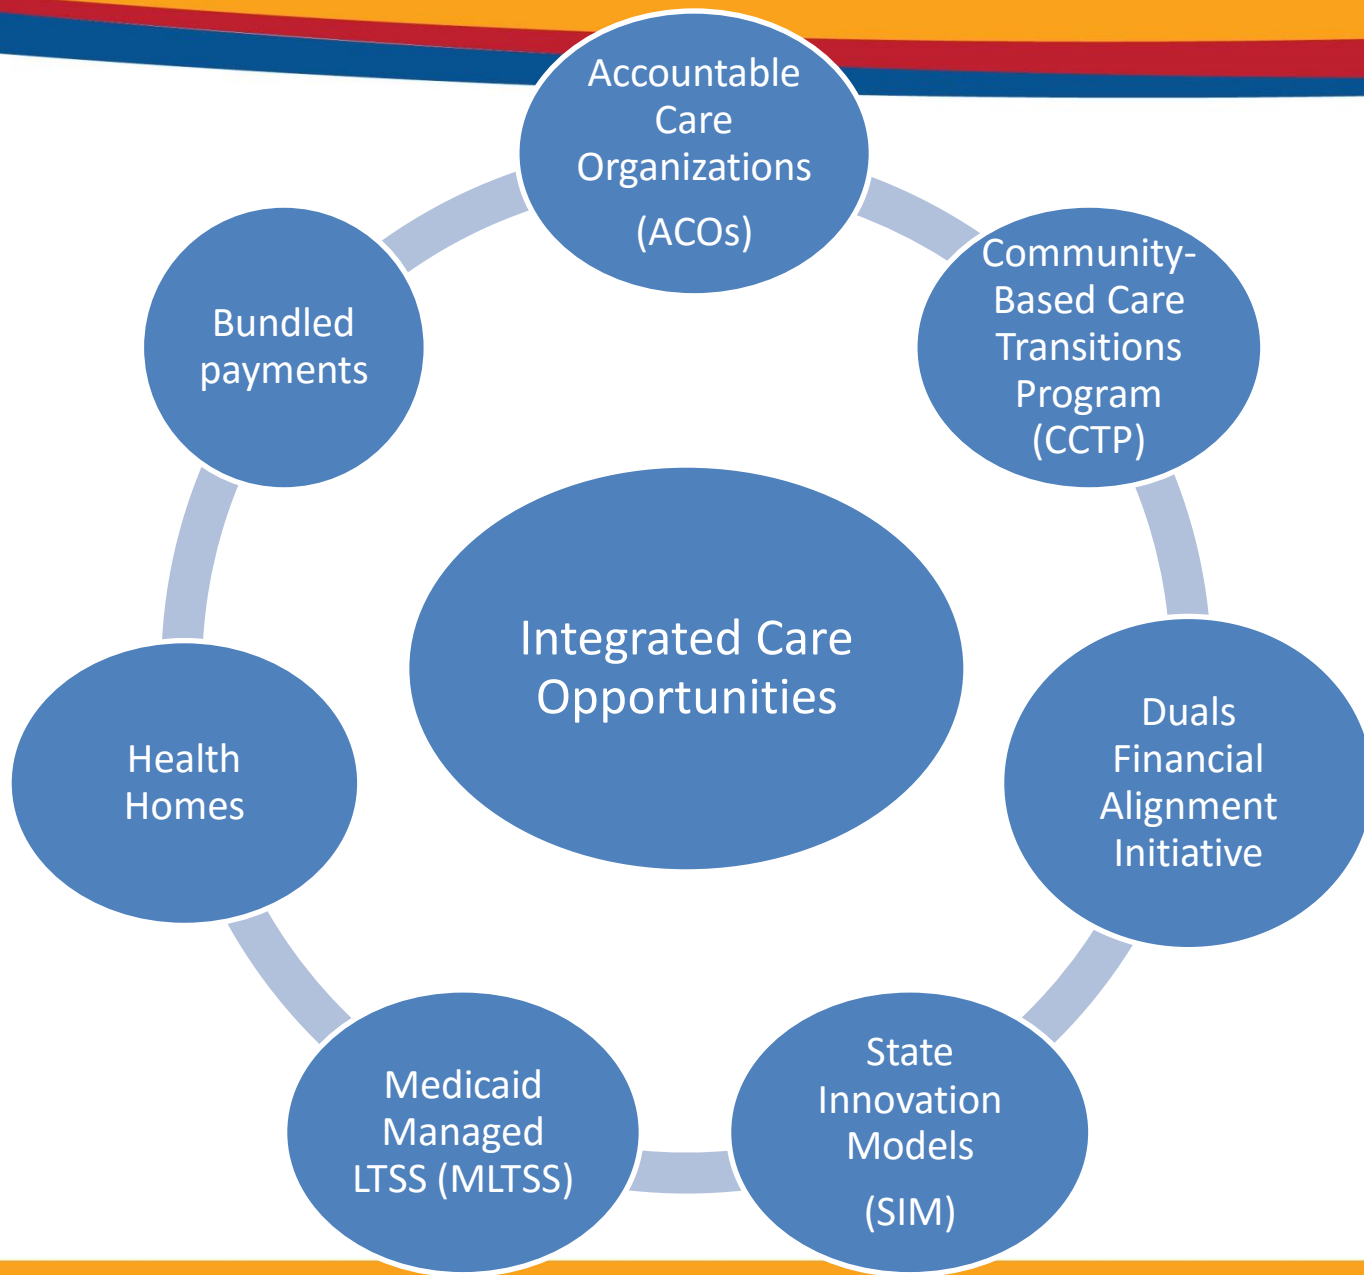 Accountable
Care
Organizations
(ACOs)
Community-
Based Care
Transitions
Program
(CCTP)
Duals
Financial
Alignment
Initiative
State
Innovation
Models
(SIM)
Medicaid
Managed
LTSS (MLTSS)
Health
Homes
Bundled
payments
Integrated Care
Opportunities